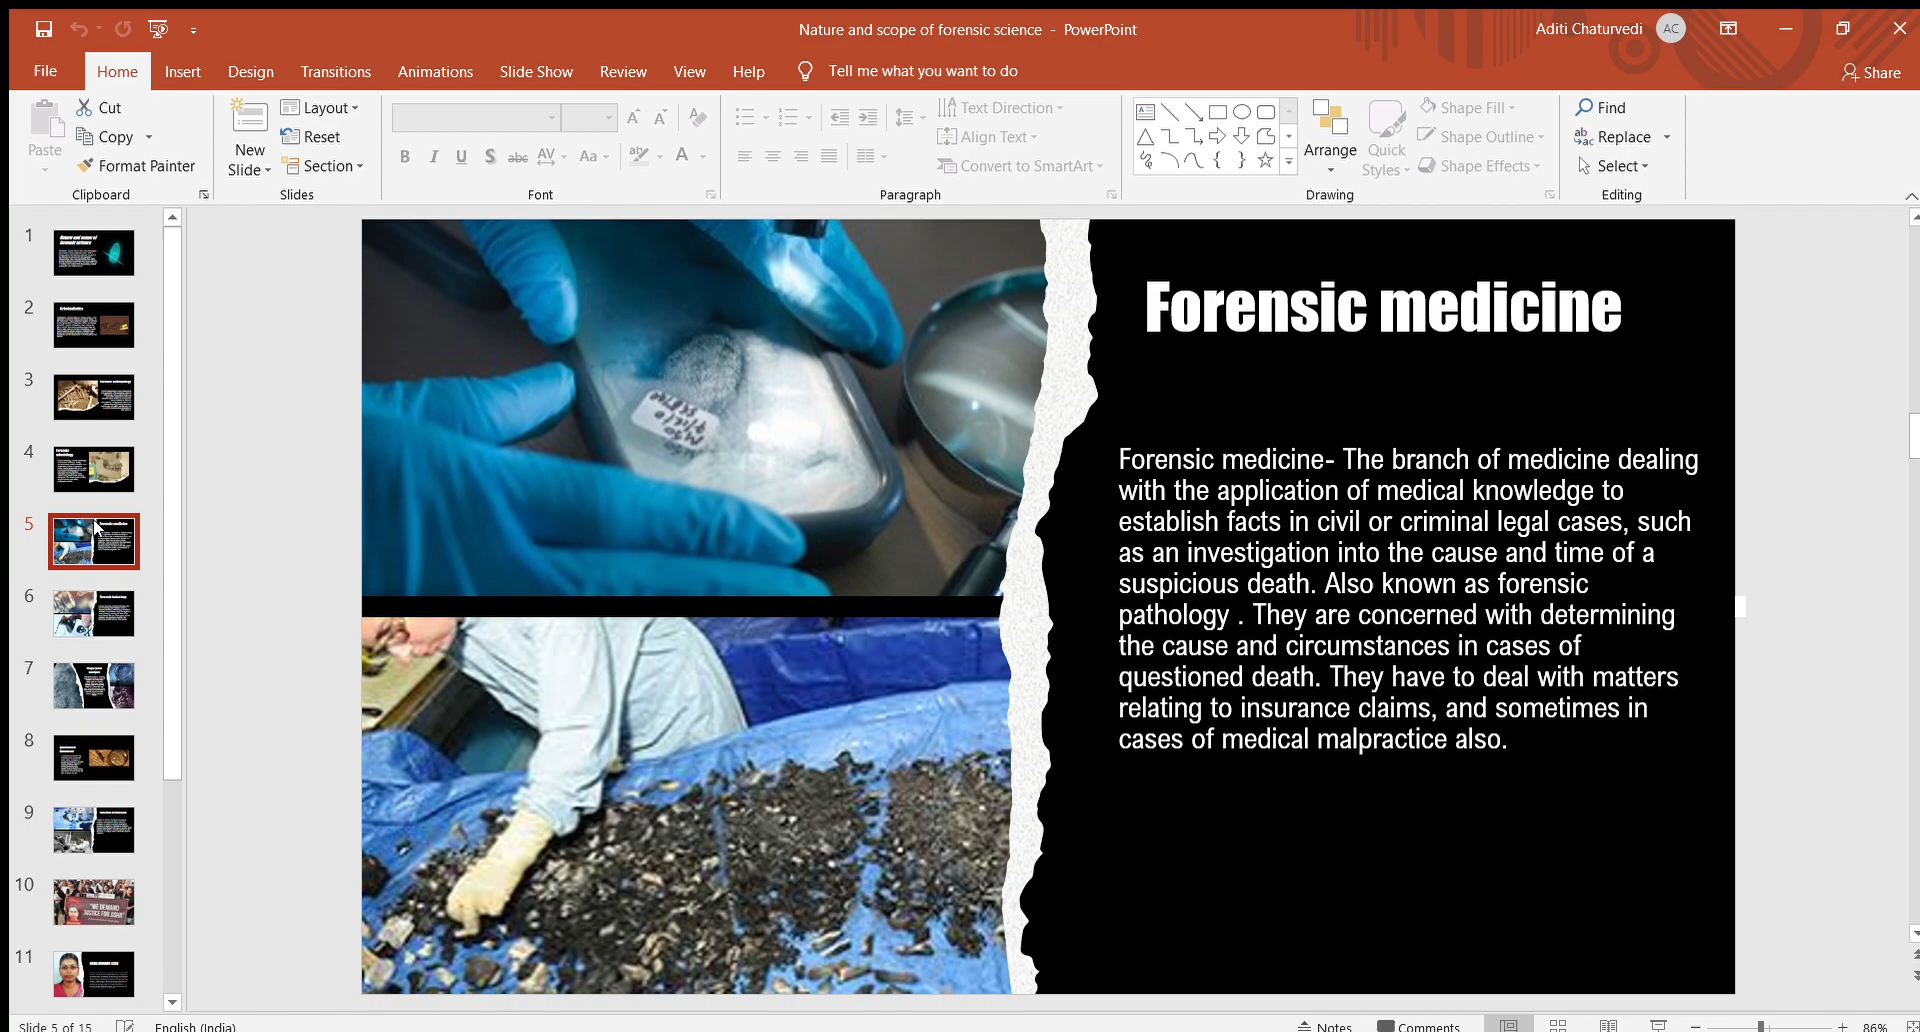 Nature and scope of forensic science - PowerPoint
Aditi Chaturvedi AC
File Home Insert Design Transitions Animations Slide Show Review View Help Tell me what you want to do Share
Paste
Cut
Copy
Format Painter
Clipboard
New Slide
Layout
Reset
Section
Slides
Font
Text Direction
Align Text
Convert to SmartArt
Paragraph
Arrange
Quick Styles
Shape Fill
Shape Outline
Shape Effects
Drawing
Find
Replace
Select
Editing
1
2
3
4
5
6
7
8
9
10
"WE DEMAND
JUSTICE FOR JISHA"
11
Forensic medicine
Forensic medicine- The branch of medicine dealing
with the application of medical knowledge to
establish facts in civil or criminal legal cases, such
as an investigation into the cause and time of a
suspicious death. Also known as forensic
pathology . They are concerned with determining
the cause and circumstances in cases of
questioned death. They have to deal with matters
relating to insurance claims, and sometimes in
cases of medical malpractice also.
Slide 5 of 15 English (India) Notes Comments 86%